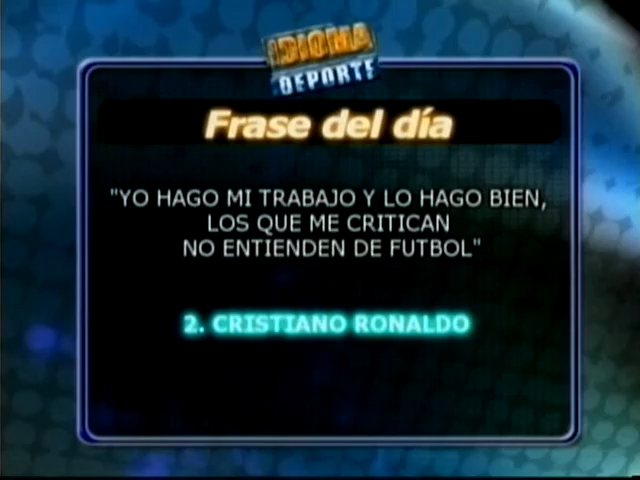 IDIOMA
DEPORTE
Frase del día
"YO HAGO MI TRABAJO Y LO HAGO BIEN,
LOS QUE ME CRITICAN
NO ENTIENDEN DE FUTBOL"
2. CRISTIANO RONALDO